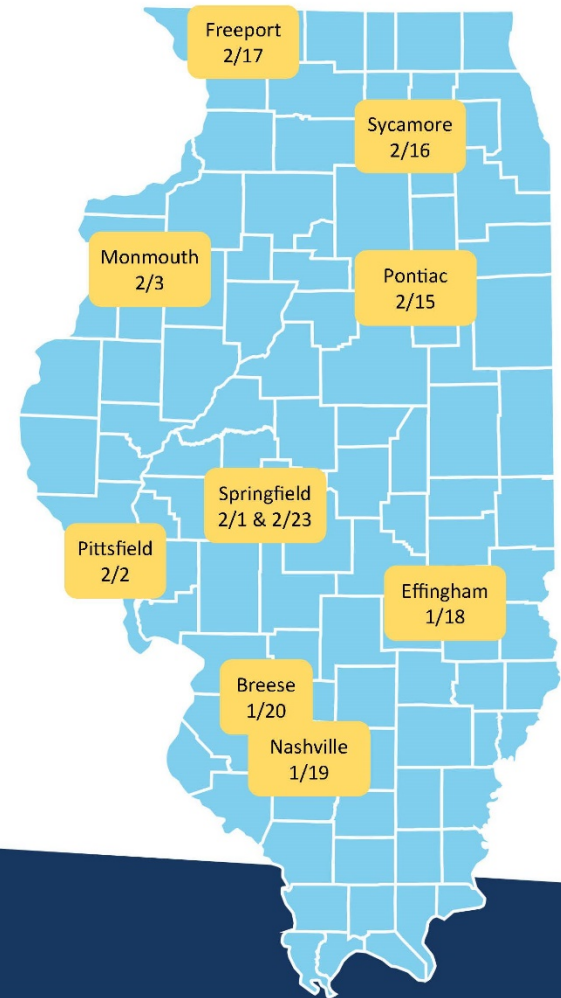 Freeport
2/17
Sycamore
2/16
Monmouth
2/3
Pontiac
2/15
Springfield
2/1 & 2/23
Pittsfield
2/2
Effingham
1/18
Breese
1/20
Nashville
1/19